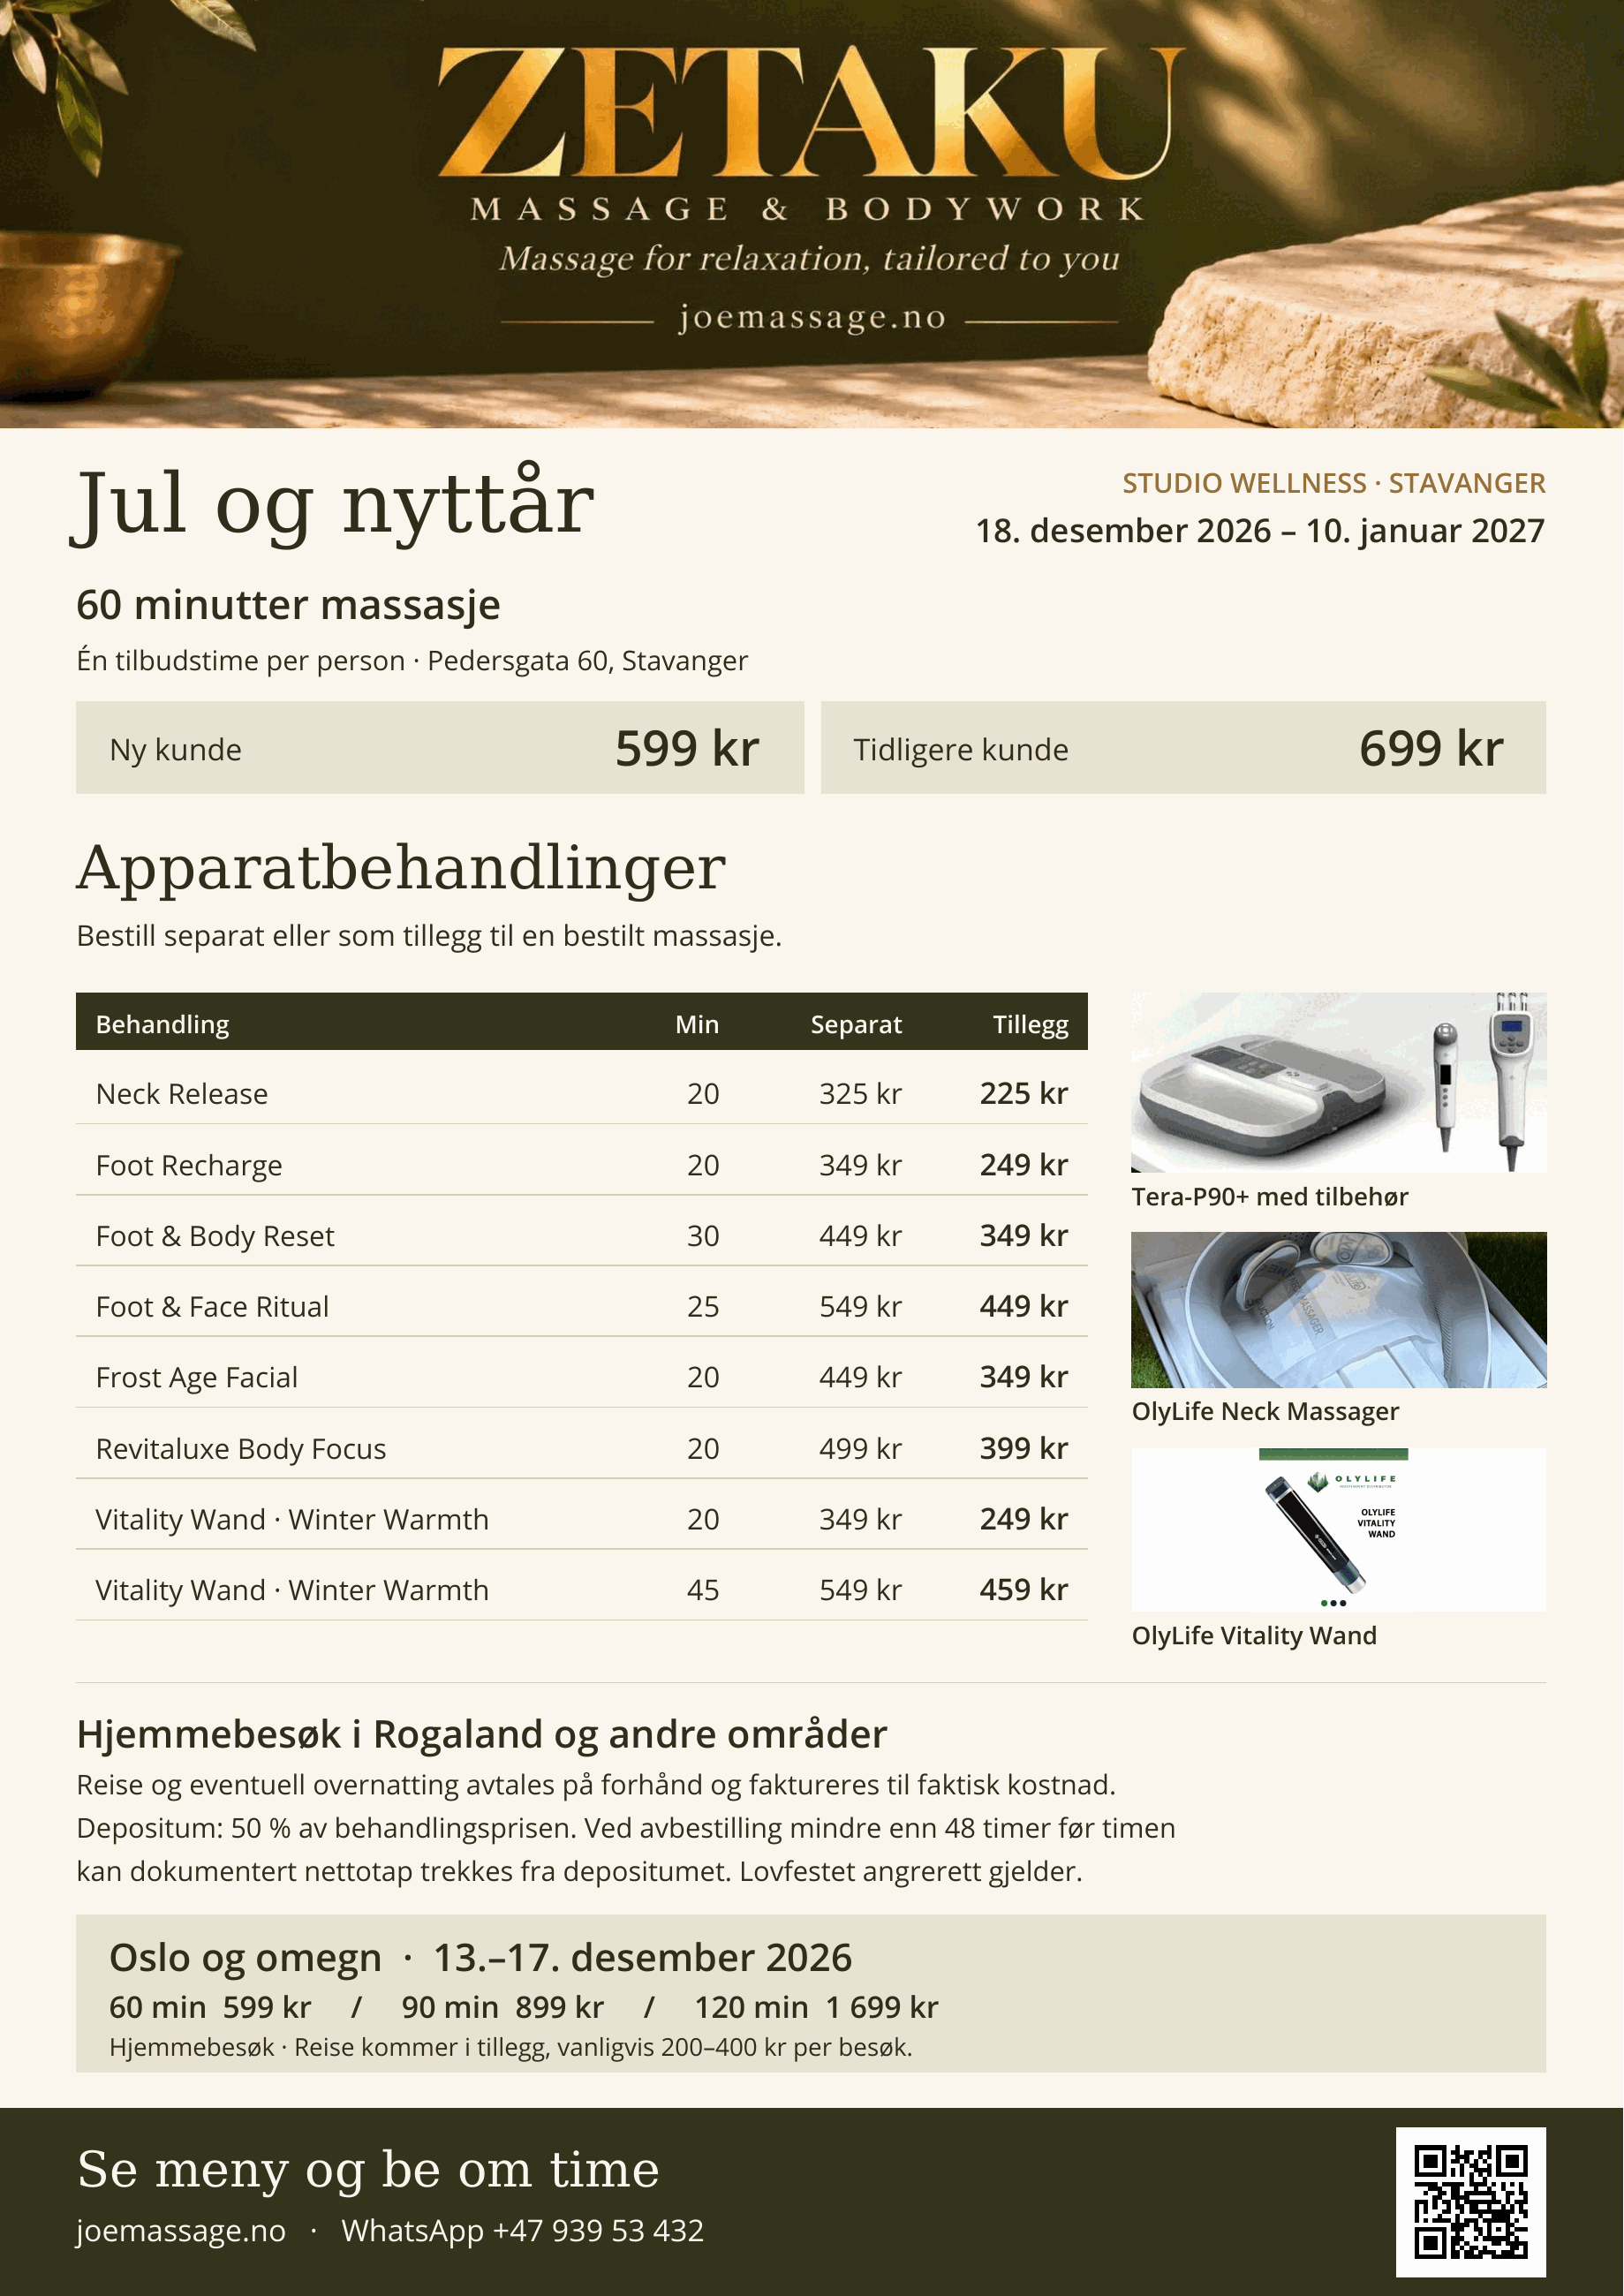 ZETAKU
MASSAGE & BODYWORK
Massage for relaxation, tailored to you
joemassage.no
Jul og nyttår
STUDIO WELLNESS · STAVANGER
18. desember 2026 – 10. januar 2027
60 minutter massasje
Én tilbudstime per person · Pedersgata 60, Stavanger
Ny kunde 599 kr
Tidligere kunde 699 kr
Apparatbehandlinger
Bestill separat eller som tillegg til en bestilt massasje.
Behandling Min Separat Tillegg
Neck Release 20 325 kr 225 kr
Foot Recharge 20 349 kr 249 kr
Foot & Body Reset 30 449 kr 349 kr
Foot & Face Ritual 25 549 kr 449 kr
Frost Age Facial 20 449 kr 349 kr
Revitaluxe Body Focus 20 499 kr 399 kr
Vitality Wand · Winter Warmth 20 349 kr 249 kr
Vitality Wand · Winter Warmth 45 549 kr 459 kr
Tera-P90+ med tilbehør
MASSAGER
OlyLife Neck Massager
OLYLIFE
OLYLIFE
VITALITY
WAND
OlyLife Vitality Wand
Hjemmebesøk i Rogaland og andre områder
Reise og eventuell overnatting avtales på forhånd og faktureres til faktisk kostnad.
Depositum: 50 % av behandlingsprisen. Ved avbestilling mindre enn 48 timer før timen
kan dokumentert nettotap trekkes fra depositumet. Lovfestet angrerett gjelder.
Oslo og omegn · 13.–17. desember 2026
60 min 599 kr / 90 min 899 kr / 120 min 1 699 kr
Hjemmebesøk · Reise kommer i tillegg, vanligvis 200–400 kr per besøk.
Se meny og be om time
joemassage.no · WhatsApp +47 939 53 432